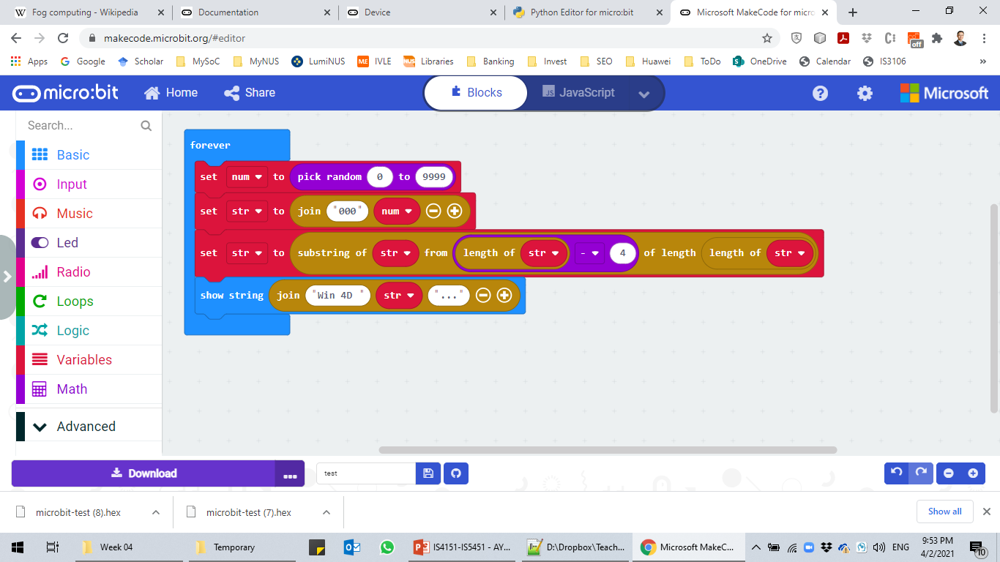 Fog computing - Wikipedia
Documentation
Device
Python Editor for micro:bit
Microsoft MakeCode for micro
makecode.microbit.org/#editor
off
Apps Google Scholar MySoC MyNUS LumiNUS ME IVLE NUS Libraries Banking Invest SEO Huawei ToDo OneDrive Calendar IS3106 »
micro:bit Home Share Blocks JS JavaScript ? Microsoft
Search...
Basic
Input
Music
Led
Radio
Loops
Logic
Variables
Math
Advanced
forever
set num to pick random 0 to 9999
set str to join "000" num
set str to substring of str from length of str - 4 of length length of str
show string join "Win 4D " str "..."
Download ... test
microbit-test (8).hex microbit-test (7).hex Show all
Week 04 Temporary IS4151-IS5451 - AY... D:\Dropbox\Teach... Microsoft MakeC... ENG
9:53 PM
4/2/2021
10